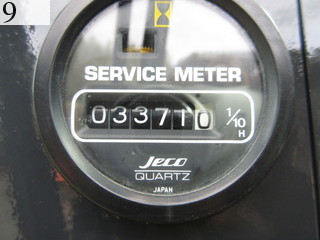 9
SERVICE METER
033710 1/10
H
Jeco
QUARTZ
JAPAN